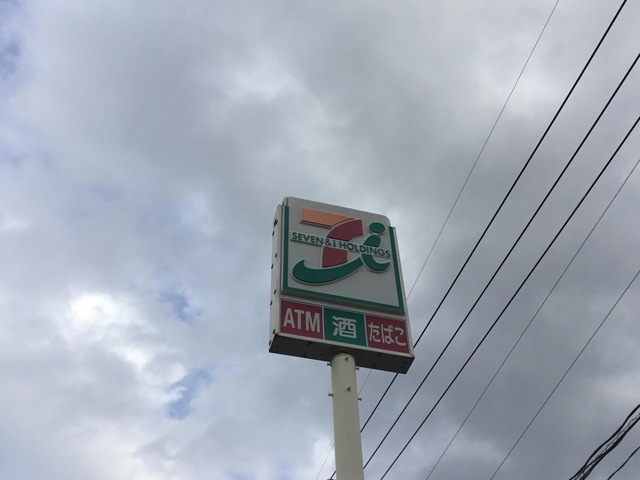 SEVEN & i HOLDINGS
ATM 酒 たばこ